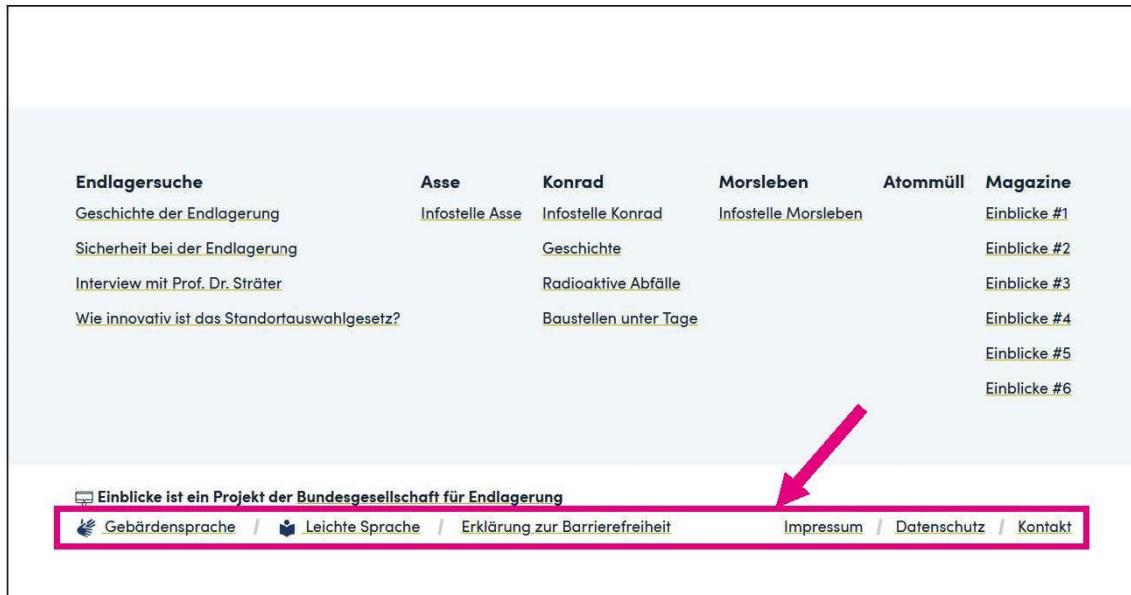 Endlagersuche
Geschichte der Endlagerung
Sicherheit bei der Endlagerung
Interview mit Prof. Dr. Sträter
Wie innovativ ist das Standortauswahlgesetz?
Asse
Infostelle Asse
Konrad
Infostelle Konrad
Geschichte
Radioaktive Abfälle
Baustellen unter Tage
Morsleben
Infostelle Morsleben
Atommüll
Magazine
Einblicke #1
Einblicke #2
Einblicke #3
Einblicke #4
Einblicke #5
Einblicke #6
Einblicke ist ein Projekt der Bundesgesellschaft für Endlagerung
Gebärdensprache / Leichte Sprache / Erklärung zur Barrierefreiheit Impressum / Datenschutz / Kontakt